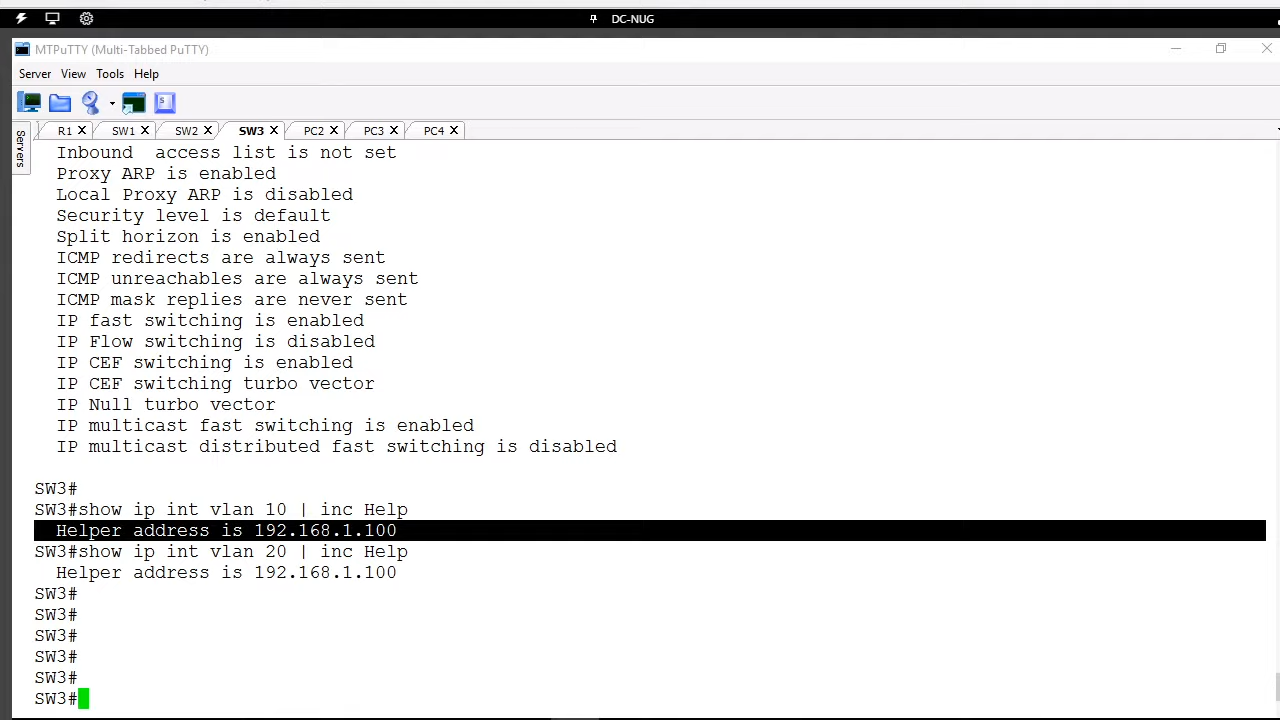 DC-NUG
MTPuTTY (Multi-Tabbed PuTTY)
Server View Tools Help
Servers
R1 SW1 SW2 SW3 PC2 PC3 PC4
Inbound  access list is not set
Proxy ARP is enabled
Local Proxy ARP is disabled
Security level is default
Split horizon is enabled
ICMP redirects are always sent
ICMP unreachables are always sent
ICMP mask replies are never sent
IP fast switching is enabled
IP Flow switching is disabled
IP CEF switching is enabled
IP CEF switching turbo vector
IP Null turbo vector
IP multicast fast switching is enabled
IP multicast distributed fast switching is disabled
SW3#
SW3#show ip int vlan 10 | inc Help
Helper address is 192.168.1.100
SW3#show ip int vlan 20 | inc Help
Helper address is 192.168.1.100
SW3#
SW3#
SW3#
SW3#
SW3#
SW3#